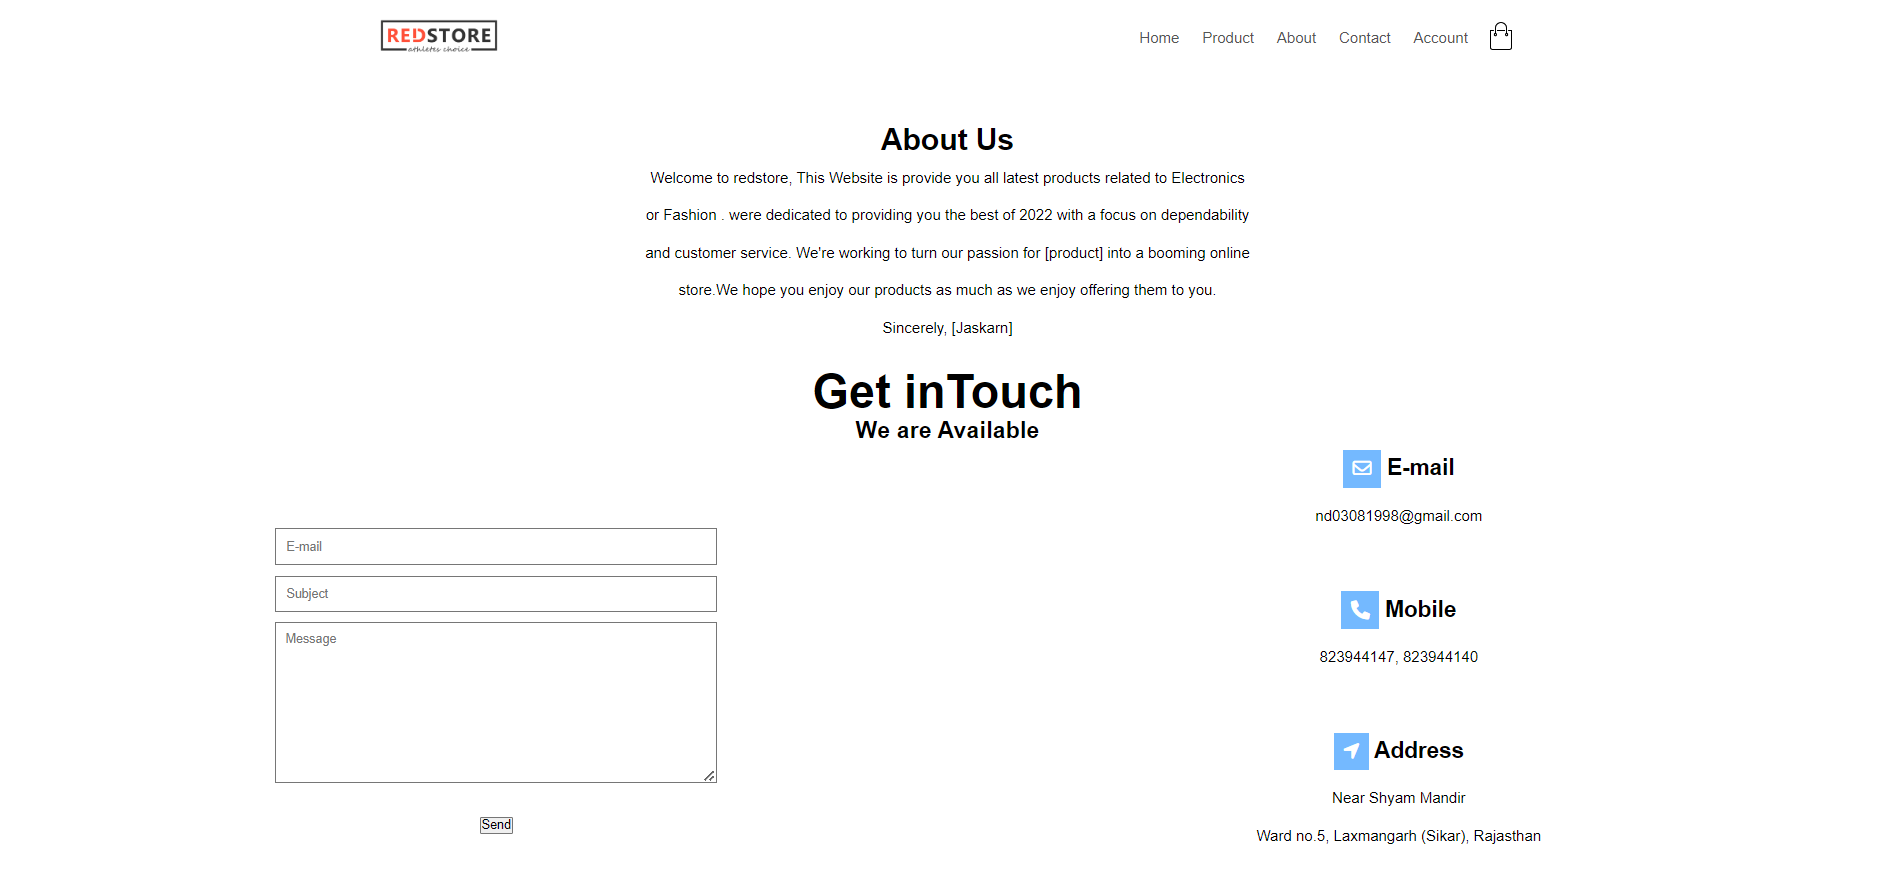 REDSTORE
athletes choice
Home Product About Contact Account
About Us
Welcome to redstore, This Website is provide you all latest products related to Electronics
or Fashion . were dedicated to providing you the best of 2022 with a focus on dependability
and customer service. We're working to turn our passion for [product] into a booming online
store.We hope you enjoy our products as much as we enjoy offering them to you.
Sincerely, [Jaskarn]
Get inTouch
We are Available
E-mail
Subject
Message
Send
E-mail
nd03081998@gmail.com
Mobile
823944147, 823944140
Address
Near Shyam Mandir
Ward no.5, Laxmangarh (Sikar), Rajasthan